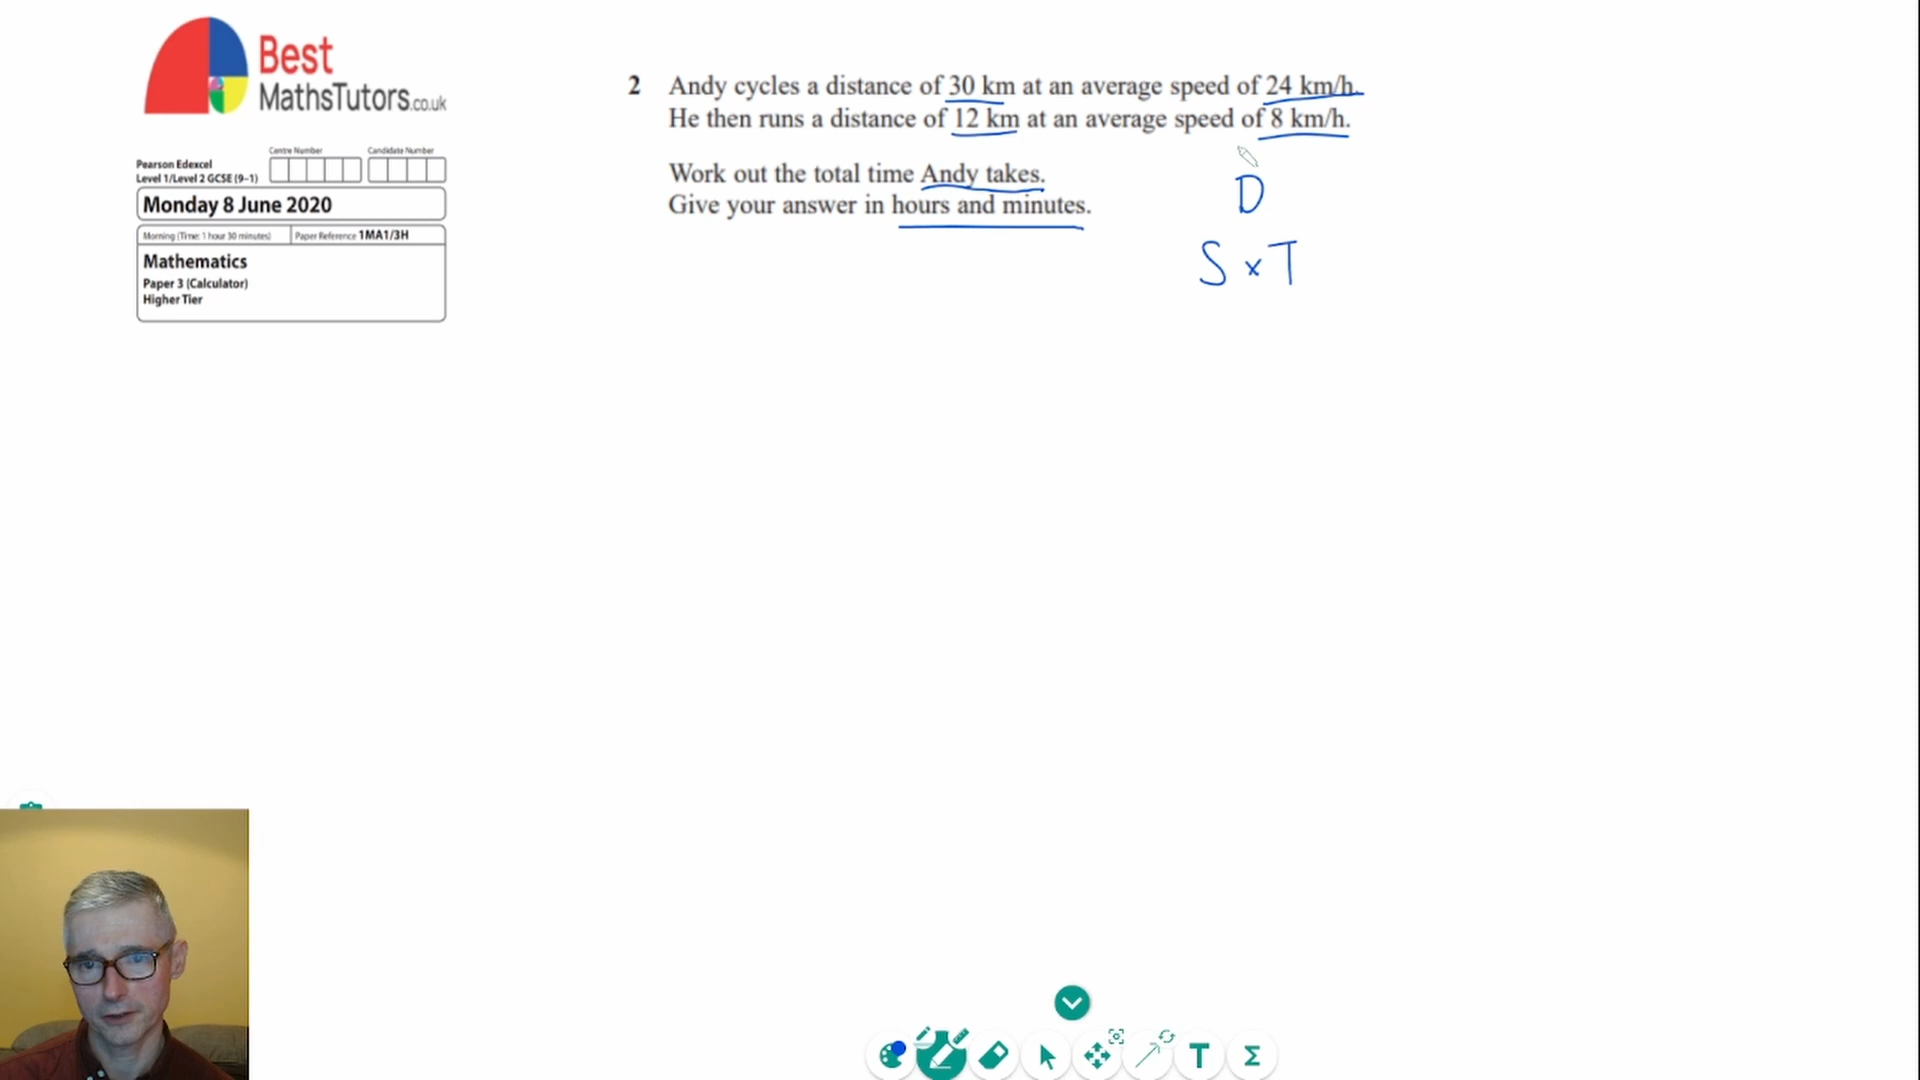 Best
MathsTutors.co.uk
Centre Number
Candidate Number
Pearson Edexcel
Level 1/Level 2 GCSE (9–1)
Monday 8 June 2020
Morning (Time: 1 hour 30 minutes)
Paper Reference 1MA1/3H
Mathematics
Paper 3 (Calculator)
Higher Tier
2 Andy cycles a distance of 30 km at an average speed of 24 km/h.
He then runs a distance of 12 km at an average speed of 8 km/h.
Work out the total time Andy takes.
Give your answer in hours and minutes.
D
S × T
T
Σ